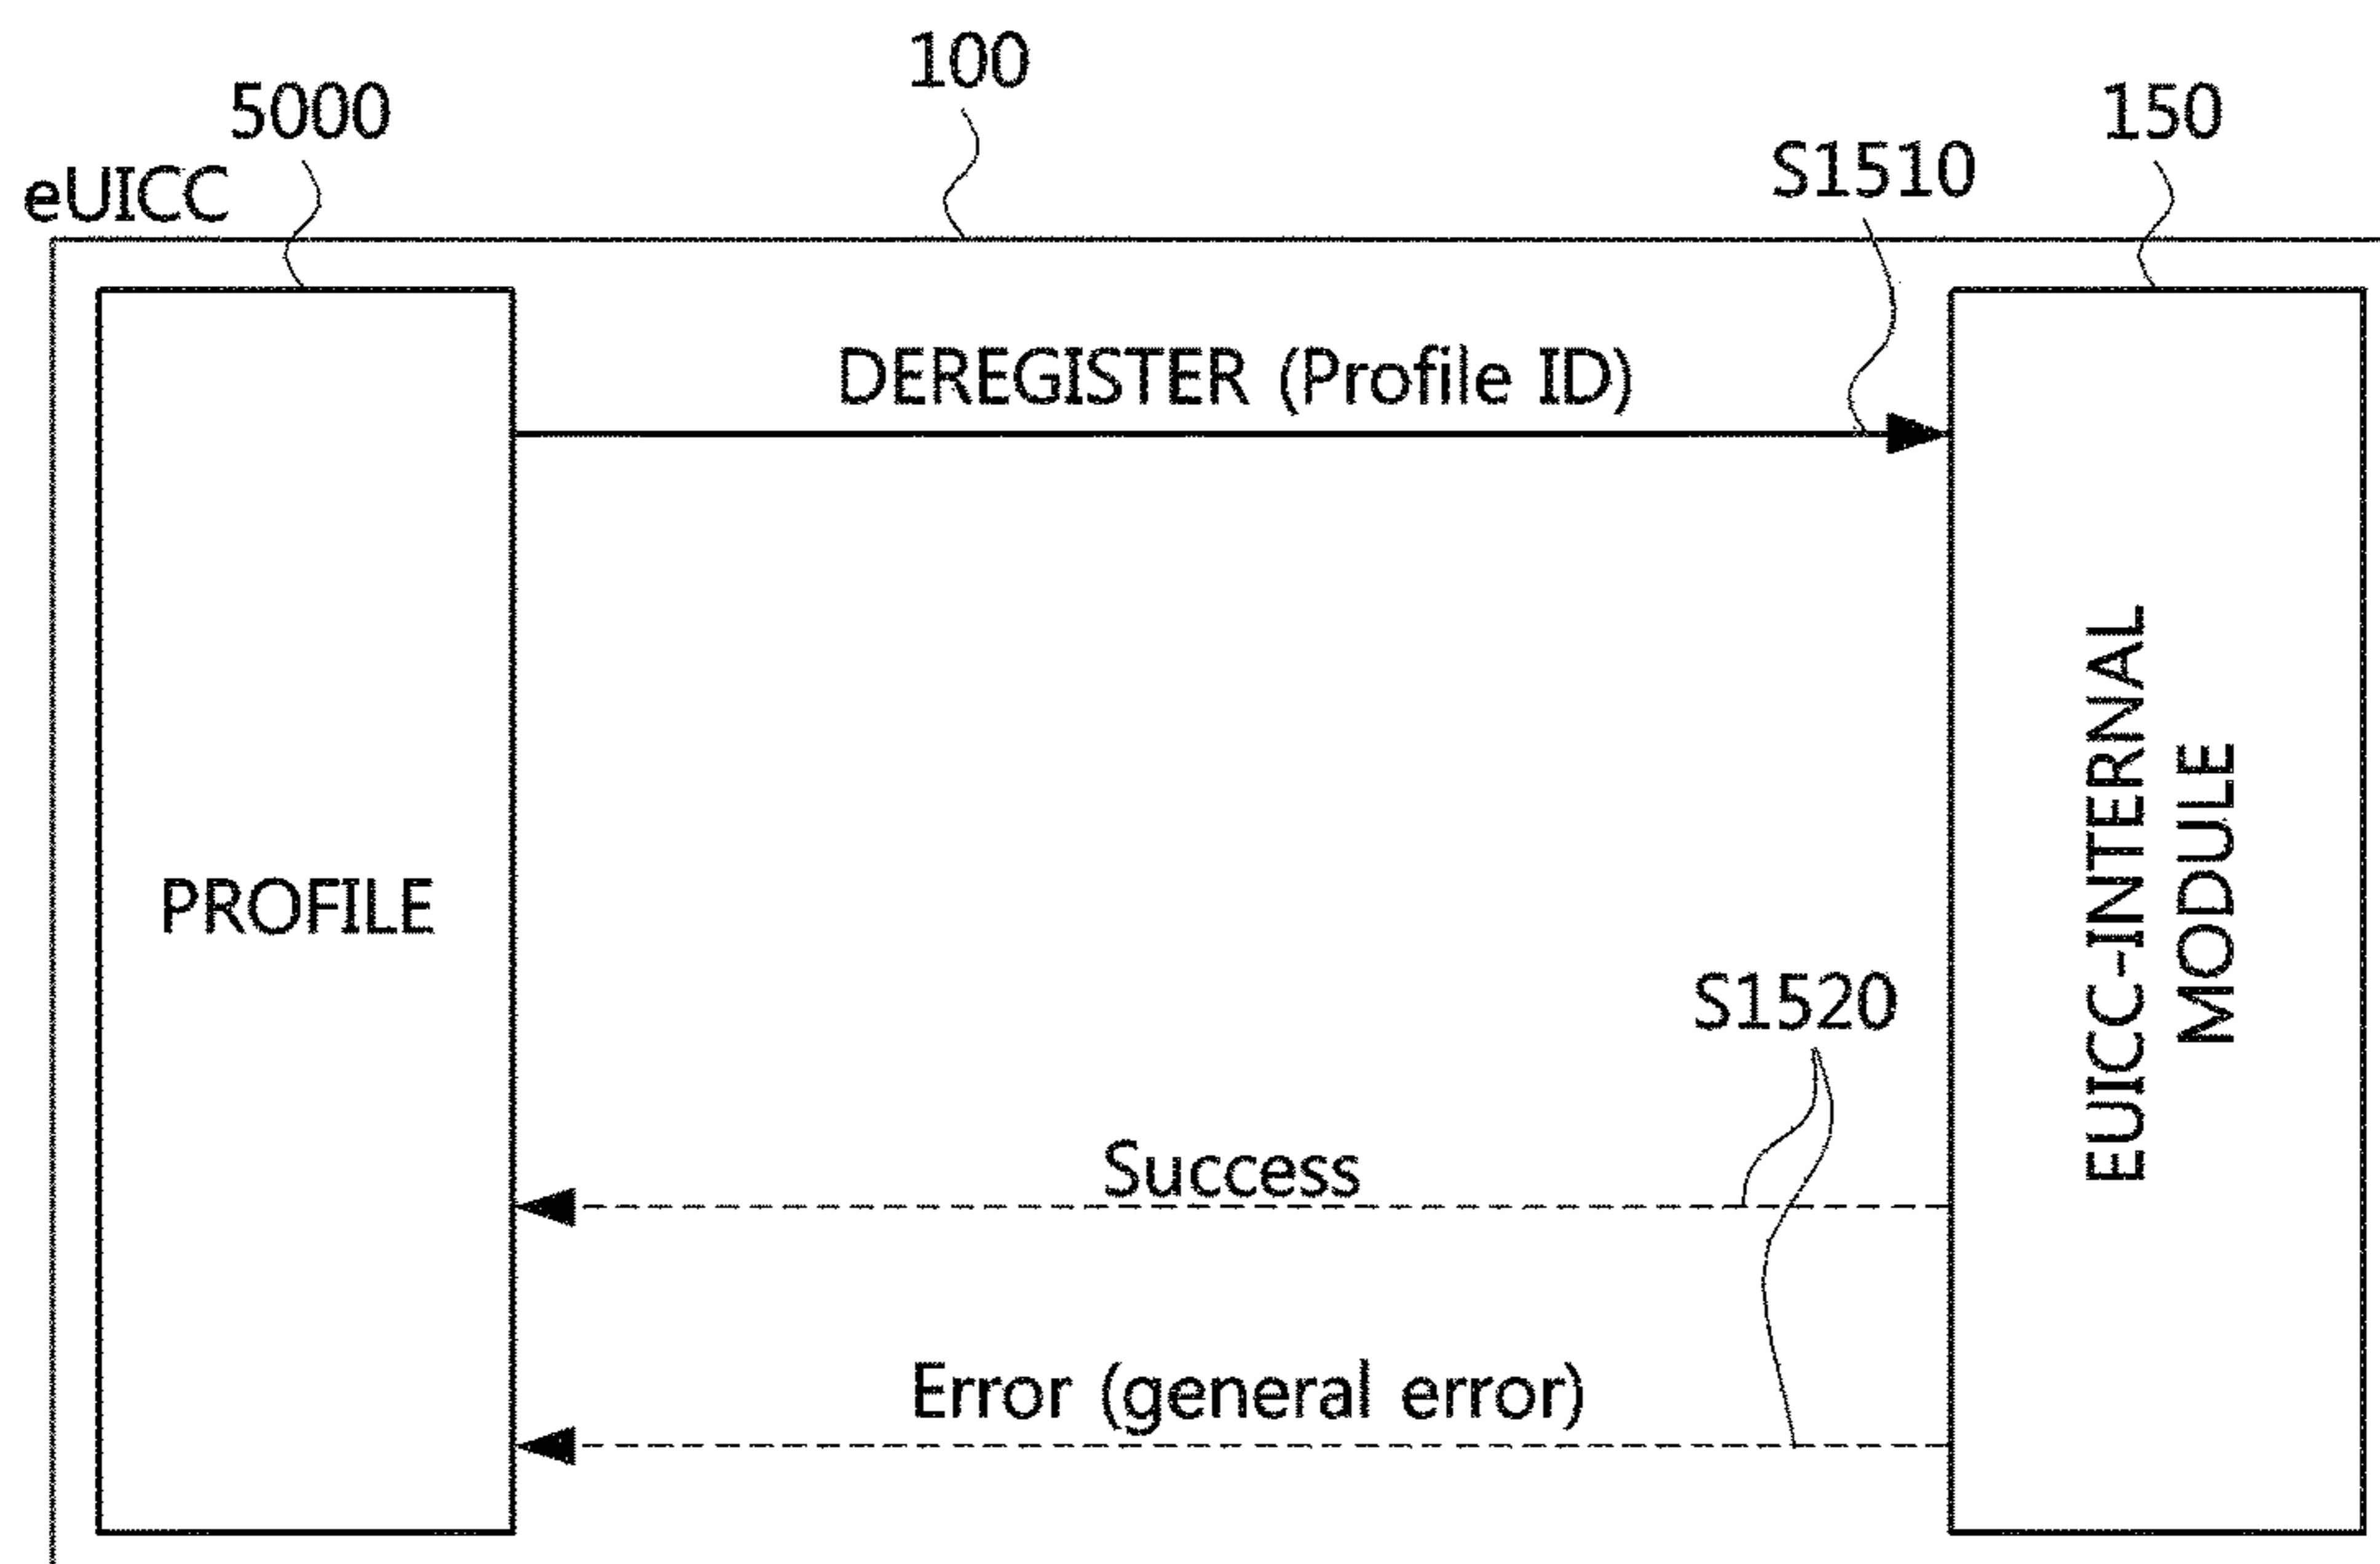 100
5000
150
S1510
eUICC
DEREGISTER (Profile ID)
PROFILE
EUICC-INTERNAL
MODULE
S1520
Success
Error (general error)